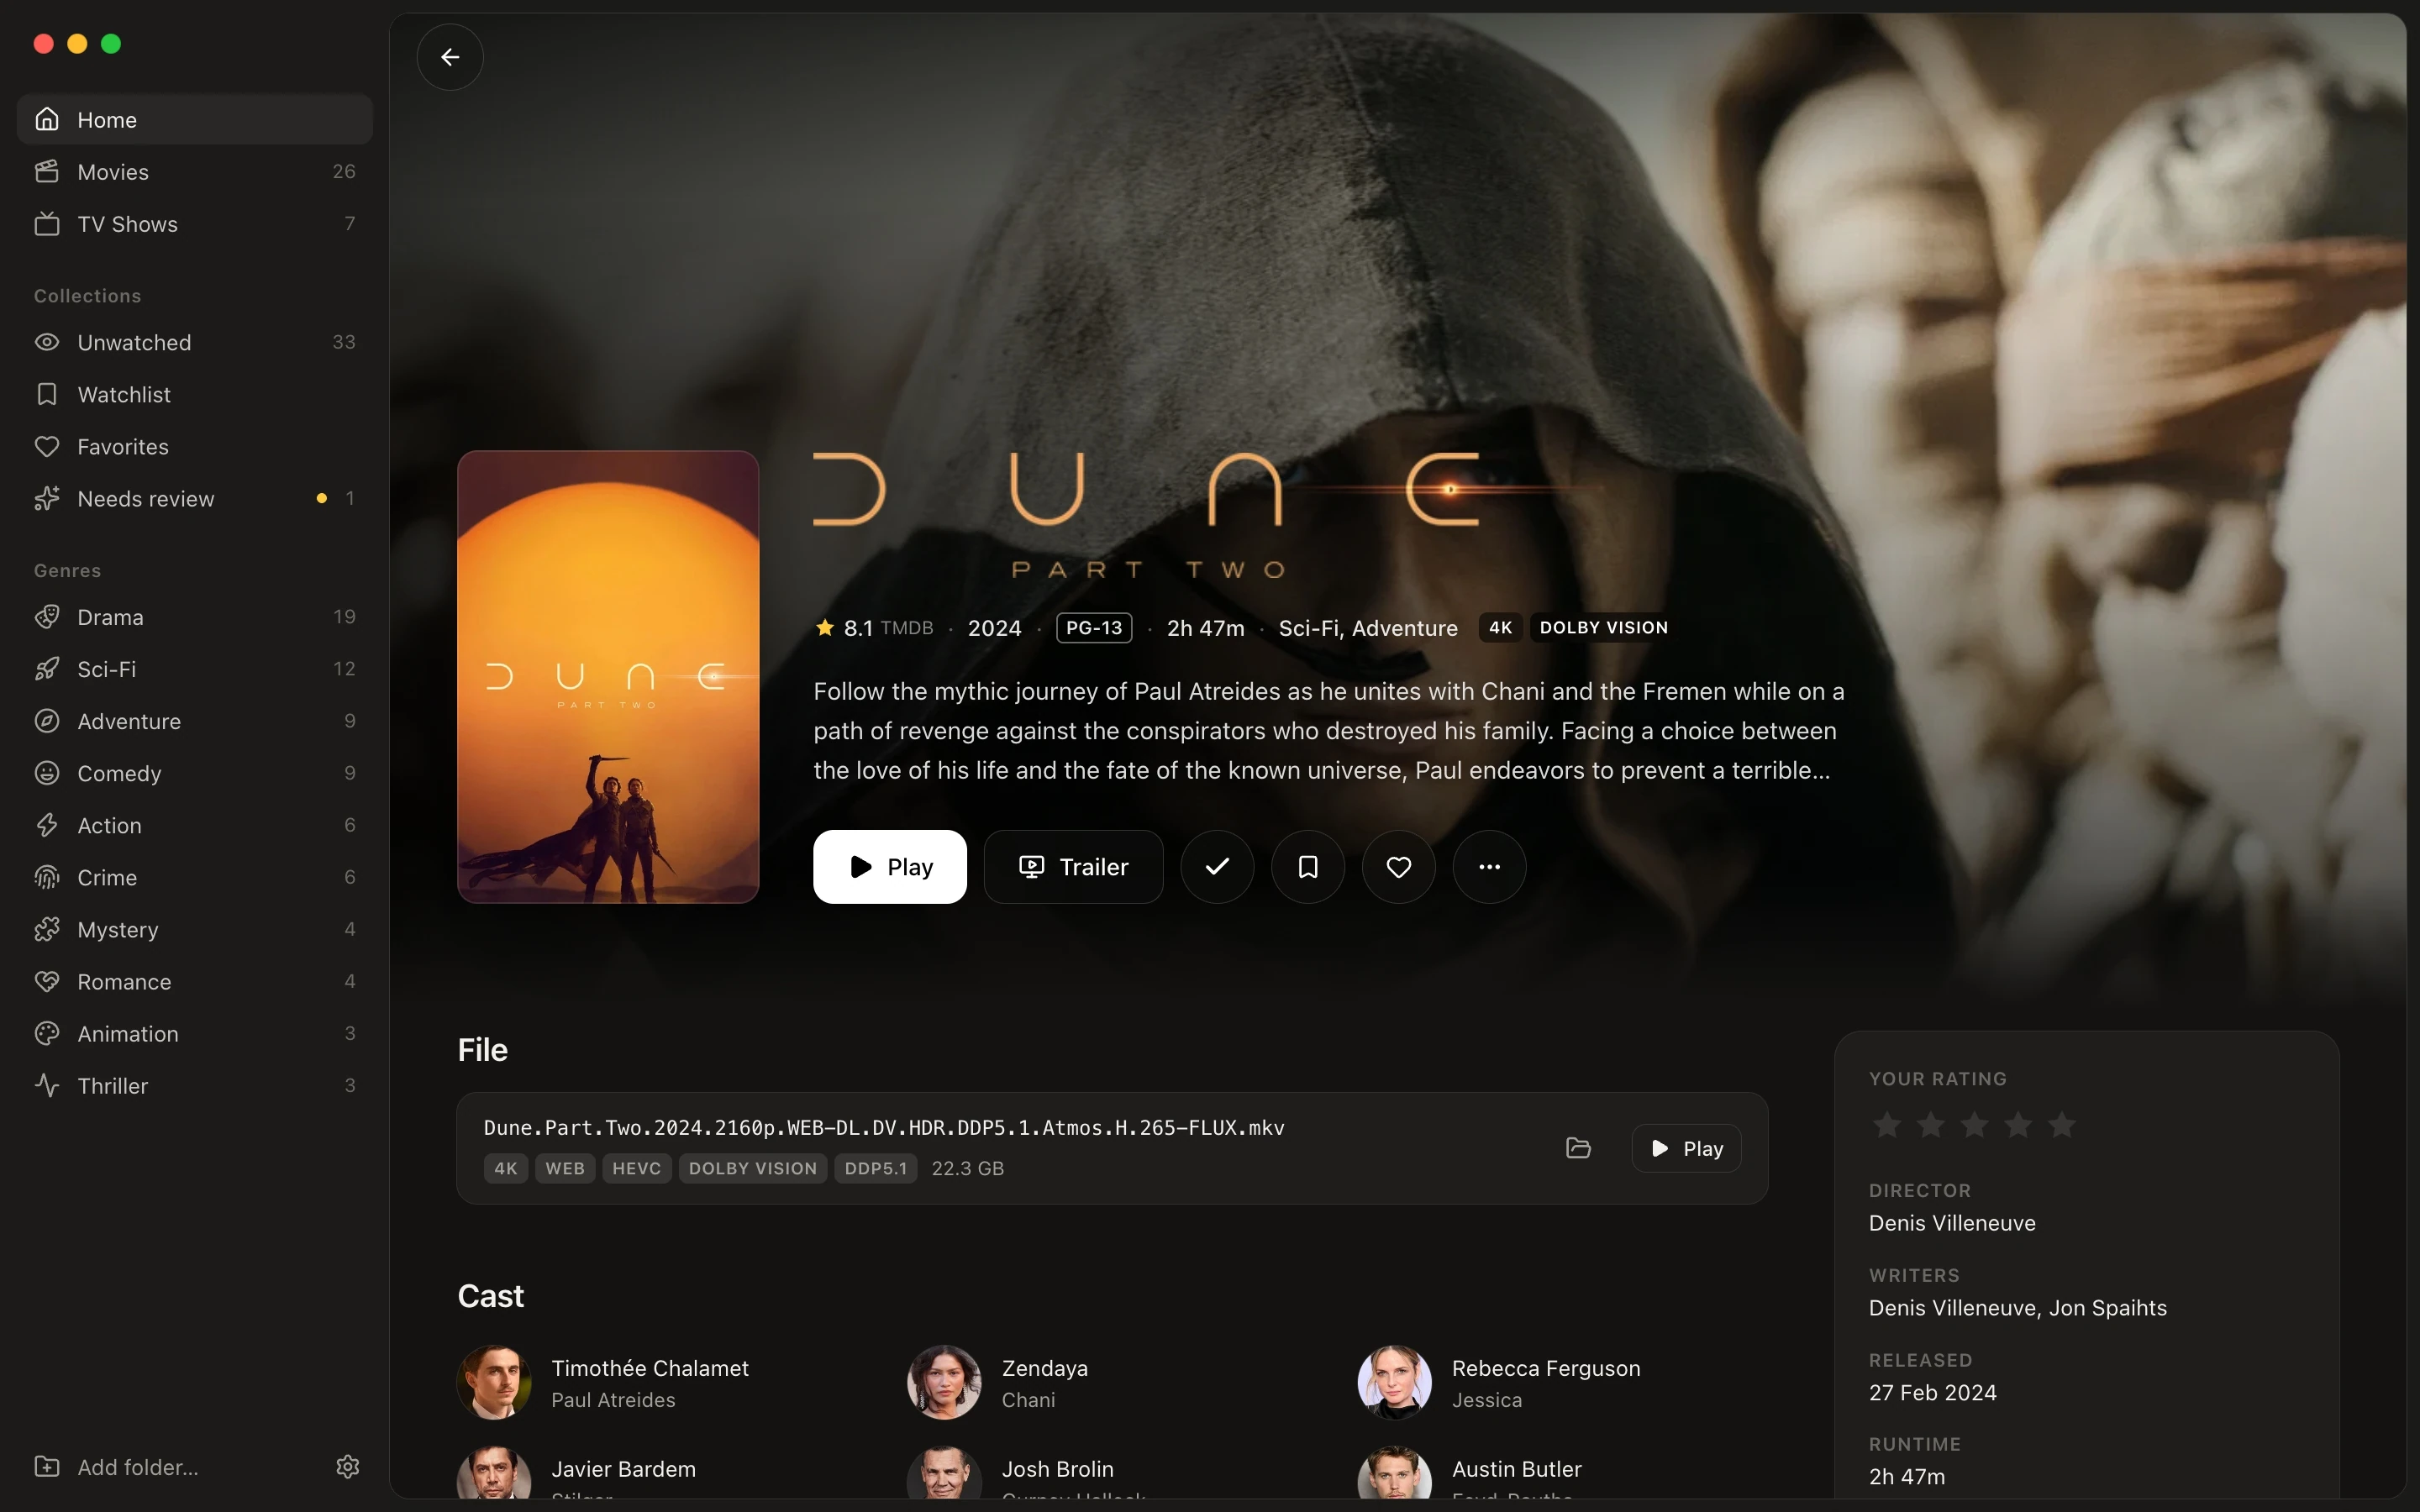 Home
Movies 26
TV Shows 7
Collections
Unwatched 33
Watchlist
Favorites
Needs review 1
Genres
Drama 19
Sci-Fi 12
Adventure 9
Comedy 9
Action 6
Crime 6
Mystery 4
Romance 4
Animation 3
Thriller 3
Add folder...
DUNE
PART TWO
DUNE
PART TWO
8.1 TMDB · 2024 · PG-13 · 2h 47m · Sci-Fi, Adventure 4K DOLBY VISION
Follow the mythic journey of Paul Atreides as he unites with Chani and the Fremen while on a
path of revenge against the conspirators who destroyed his family. Facing a choice between
the love of his life and the fate of the known universe, Paul endeavors to prevent a terrible...
Play Trailer
File
Dune.Part.Two.2024.2160p.WEB-DL.DV.HDR.DDP5.1.Atmos.H.265-FLUX.mkv
4K WEB HEVC DOLBY VISION DDP5.1 22.3 GB
Play
Cast
Timothée Chalamet
Paul Atreides
Zendaya
Chani
Rebecca Ferguson
Jessica
Javier Bardem
Josh Brolin
Austin Butler
YOUR RATING
DIRECTOR
Denis Villeneuve
WRITERS
Denis Villeneuve, Jon Spaihts
RELEASED
27 Feb 2024
RUNTIME
2h 47m